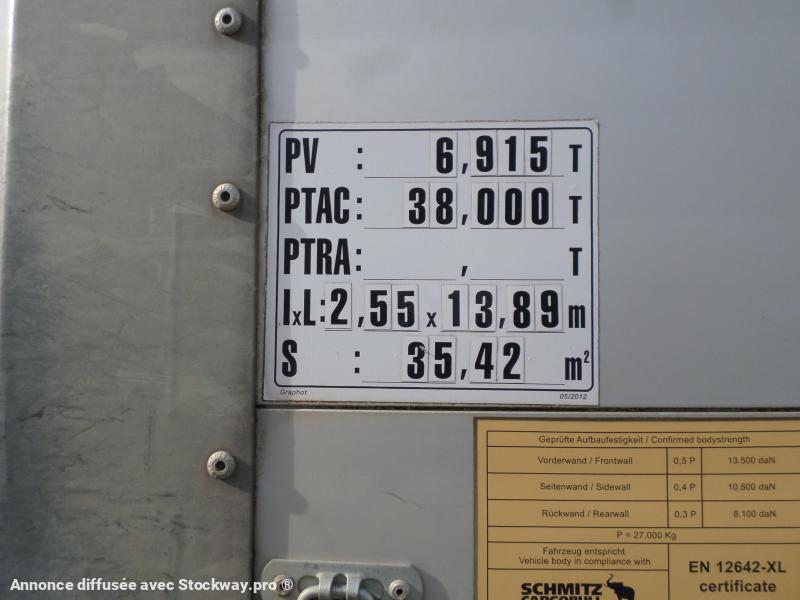 PV : 6,915 T
PTAC: 38,000 T
PTRA: , T
IxL: 2,55 x 13,89 m
S : 35,42 m²
Graphot 05/2012
Geprüfte Aufbaufestigkeit / Confirmed bodystrength
Vorderwand / Frontwall 0,5 P 13.500 daN
Seitenwand / Sidewall 0,4 P 10.800 daN
Rückwand / Rearwall 0,3 P 8.100 daN
P = 27.000 Kg
Fahrzeug entspricht
Vehicle body in compliance with
EN 12642-XL
certificate
SCHMITZ
CARGOBULL
Annonce diffusée avec Stockway.pro ®